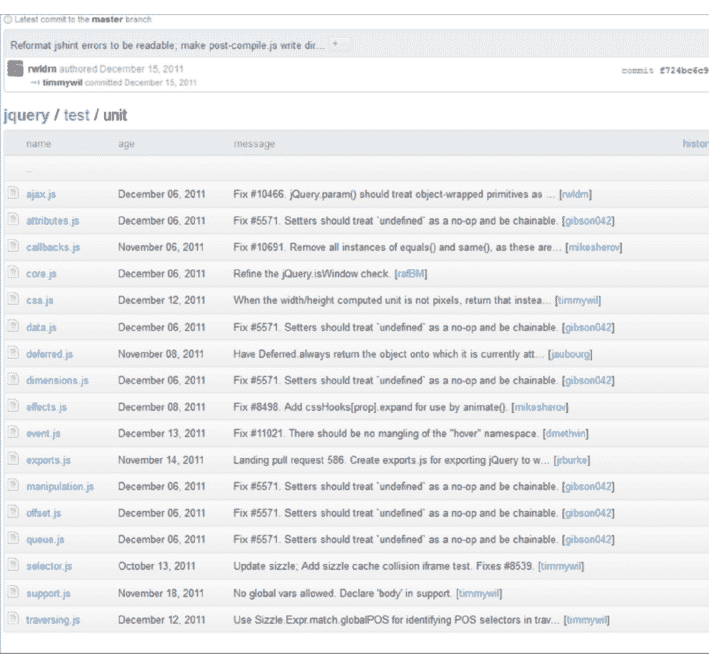 Latest commit to the master branch
Reformat jshint errors to be readable; make post-compile.js write dir...
rwldrn authored December 15, 2011
commit f724bc6c9
timmywil committed December 15, 2011
jquery / test / unit
name age message histor
..
ajax.js December 06, 2011 Fix #10466. jQuery.param() should treat object-wrapped primitives as ... [rwldrn]
attributes.js December 06, 2011 Fix #5571. Setters should treat `undefined` as a no-op and be chainable. [gibson042]
callbacks.js November 06, 2011 Fix #10691. Remove all instances of equals() and same(), as these are... [mikesherov]
core.js December 06, 2011 Refine the jQuery.isWindow check. [rafBM]
css.js December 12, 2011 When the width/height computed unit is not pixels, return that instea... [timmywil]
data.js December 06, 2011 Fix #5571. Setters should treat `undefined` as a no-op and be chainable. [gibson042]
deferred.js November 08, 2011 Have Deferred.always return the object onto which it is currently att... [jaubourg]
dimensions.js December 06, 2011 Fix #5571. Setters should treat `undefined` as a no-op and be chainable. [gibson042]
effects.js December 08, 2011 Fix #8498. Add cssHooks[prop].expand for use by animate(). [mikesherov]
event.js December 13, 2011 Fix #11021. There should be no mangling of the "hover" namespace. [dmethvin]
exports.js November 14, 2011 Landing pull request 586. Create exports.js for exporting jQuery to w... [jrburke]
manipulation.js December 06, 2011 Fix #5571. Setters should treat `undefined` as a no-op and be chainable. [gibson042]
offset.js December 06, 2011 Fix #5571. Setters should treat `undefined` as a no-op and be chainable. [gibson042]
queue.js December 06, 2011 Fix #5571. Setters should treat `undefined` as a no-op and be chainable. [gibson042]
selector.js October 13, 2011 Update sizzle; Add sizzle cache collision iframe test. Fixes #8539. [timmywil]
support.js November 18, 2011 No global vars allowed. Declare 'body' in support. [timmywil]
traversing.js December 12, 2011 Use Sizzle.Expr.match.globalPOS for identifying POS selectors in trav... [timmywil]